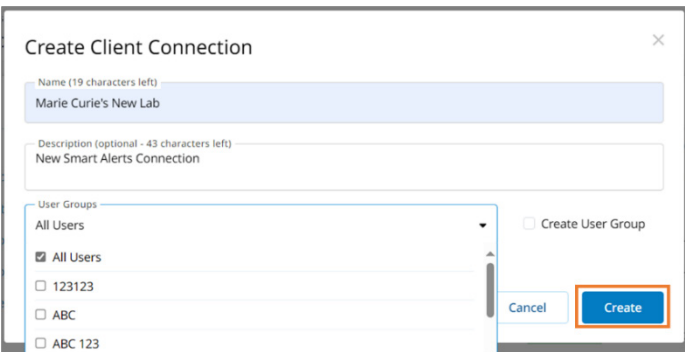 Create Client Connection
Name (19 characters left)
Marie Curie's New Lab
Description (optional - 43 characters left)
New Smart Alerts Connection
User Groups
All Users
Create User Group
All Users
123123
ABC
ABC 123
Cancel
Create